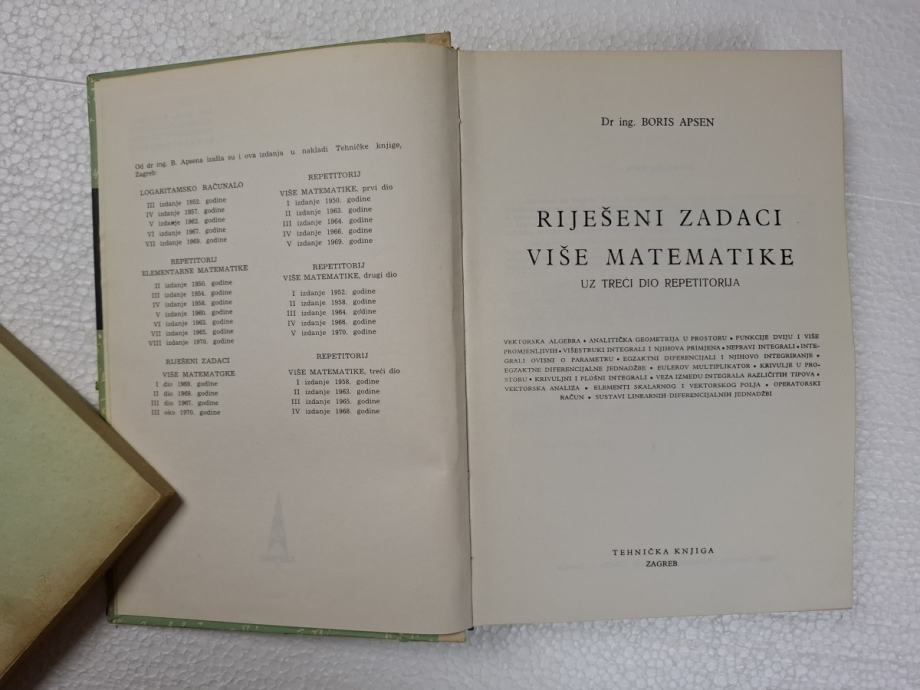 Od dr ing. B. Apsena izašla su i ova izdanja u nakladi Tehničke knjige,
Zagreb:
LOGARITAMSKO RAČUNALO
III izdanje 1952. godine
IV izdanje 1957. godine
V izdanje 1962. godine
VI izdanje 1967. godine
VII izdanje 1969. godine
REPETITORIJ
ELEMENTARNE MATEMATIKE
II izdanje 1950. godine
III izdanje 1954. godine
IV izdanje 1958. godine
V izdanje 1960. godine
VI izdanje 1963. godine
VII izdanje 1965. godine
VIII izdanje 1970. godine
RIJEŠENI ZADACI
VIŠE MATEMATGKE
I dio 1969. godine
II dio 1969. godine
III dio 1967. godine
III oko 1970. godine
REPETITORIJ
VIŠE MATEMATIKE, prvi dio
I izdanje 1950. godine
II izdanje 1963. godine
III izdanje 1964. godine
IV izdanje 1966. godine
V izdanje 1969. godine
REPETITORIJ
VIŠE MATEMATIKE, drugi dio
I izdanje 1952. godine
II izdanje 1958. godine
III izdanje 1964. godine
IV izdanje 1968. godine
V izdanje 1970. godine
REPETITORIJ
VIŠE MATEMATIKE, treći dio
I izdanje 1958. godine
II izdanje 1963. godine
III izdanje 1965. godine
IV izdanje 1968. godine
Dr ing. BORIS APSEN
RIJEŠENI ZADACI
VIŠE MATEMATIKE
UZ TREĆI DIO REPETITORIJA
VEKTORSKA ALGEBRA • ANALITIČKA GEOMETRIJA U PROSTORU • FUNKCIJE DVIJU I VIŠE
PROMJENLJIVIH • VIŠESTRUKI INTEGRALI I NJIHOVA PRIMJENA • NEPRAVI INTEGRALI • INTE-
GRALI OVISNI O PARAMETRU • EGZAKTNI DIFERENCIJALI I NJIHOVO INTEGRIRANJE •
EGZAKTNE DIFERENCIJALNE JEDNADŽBE • EULEROV MULTIPLIKATOR • KRIVULJE U PRO-
STORU • KRIVULJNI I PLOŠNI INTEGRALI • VEZA IZMEĐU INTEGRALA RAZLIČITIH TIPOVA •
VEKTORSKA ANALIZA • ELEMENTI SKALARNOG I VEKTORSKOG POLJA • OPERATORSKI
RAČUN • SUSTAVI LINEARNIH DIFERENCIJALNIH JEDNADŽBI
TEHNIČKA KNJIGA
ZAGREB